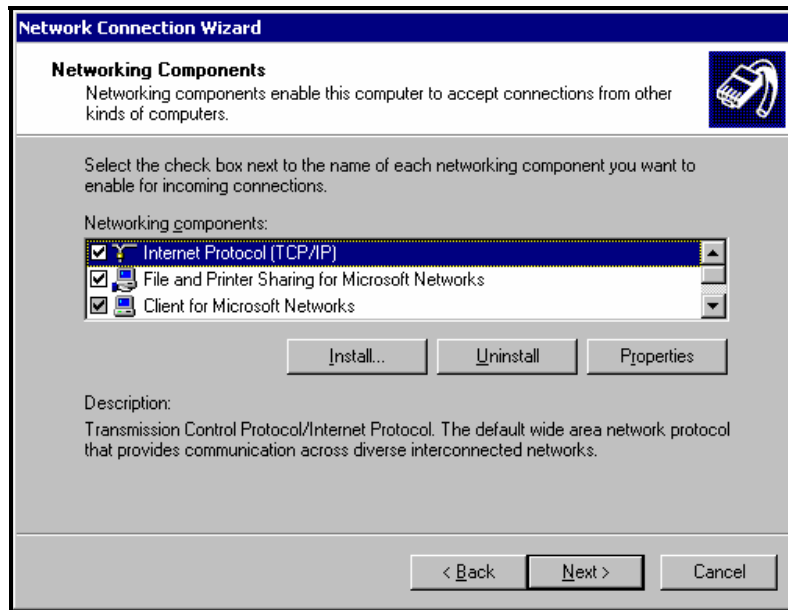 Network Connection Wizard
Networking Components
Networking components enable this computer to accept connections from other
kinds of computers.
Select the check box next to the name of each networking component you want to
enable for incoming connections.
Networking components:
Internet Protocol (TCP/IP)
File and Printer Sharing for Microsoft Networks
Client for Microsoft Networks
Install... Uninstall Properties
Description:
Transmission Control Protocol/Internet Protocol. The default wide area network protocol
that provides communication across diverse interconnected networks.
< Back Next > Cancel